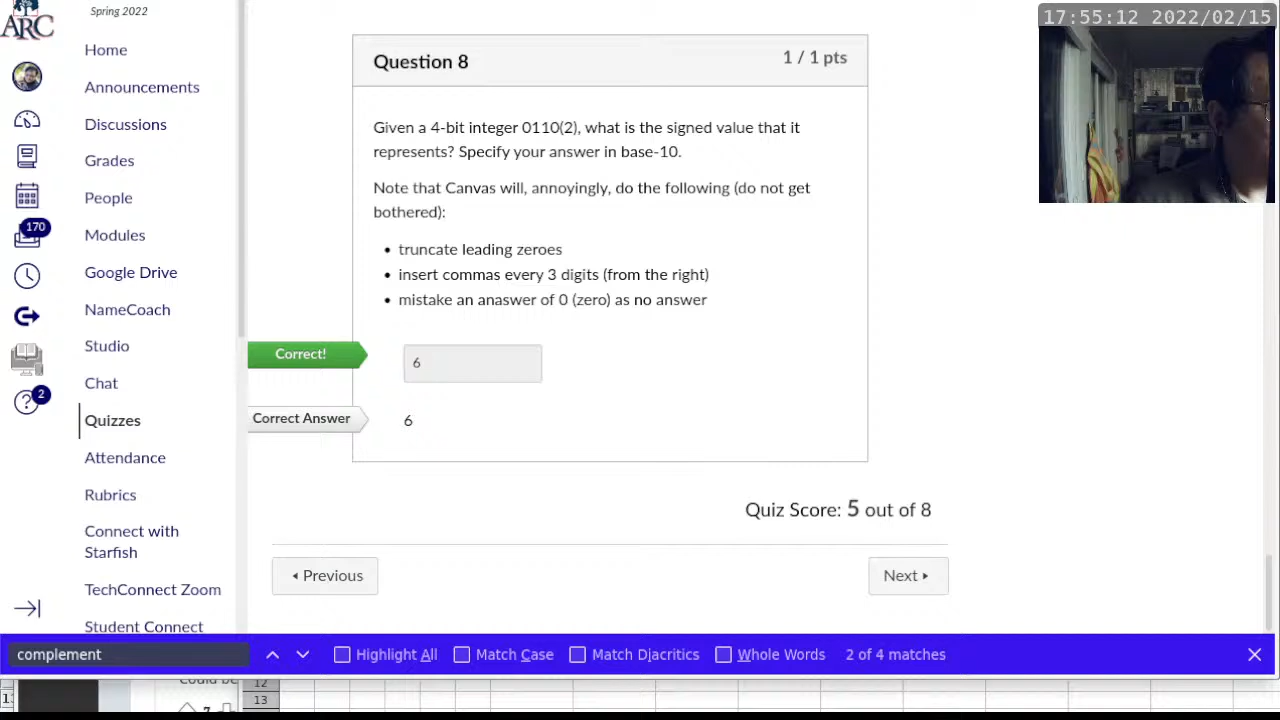 ARC
Spring 2022
17:55:12 2022/02/15
Home
Announcements
Discussions
Grades
People
Modules
Google Drive
NameCoach
Studio
Chat
Quizzes
Attendance
Rubrics
Connect with
Starfish
TechConnect Zoom
Student Connect
170
2
Question 8
1 / 1 pts
Given a 4-bit integer 0110(2), what is the signed value that it
represents? Specify your answer in base-10.
Note that Canvas will, annoyingly, do the following (do not get
bothered):
• truncate leading zeroes
• insert commas every 3 digits (from the right)
• mistake an anaswer of 0 (zero) as no answer
Correct!
6
Correct Answer
6
Quiz Score: 5 out of 8
Previous
Next
complement
Highlight All
Match Case
Match Diacritics
Whole Words
2 of 4 matches
12
13